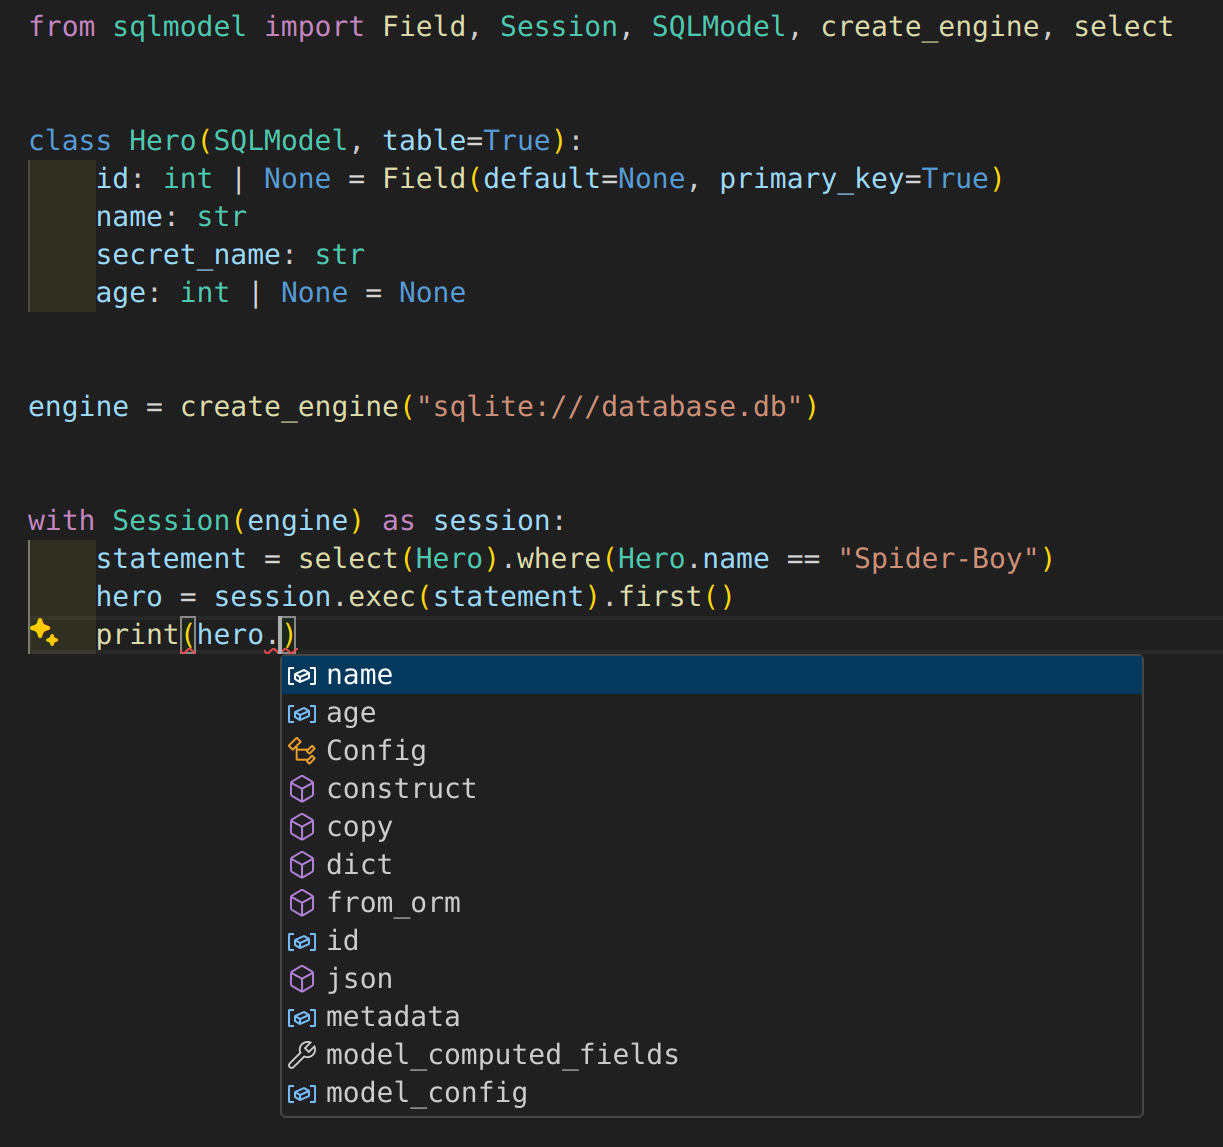 from sqlmodel import Field, Session, SQLModel, create_engine, select
class Hero(SQLModel, table=True):
    id: int | None = Field(default=None, primary_key=True)
    name: str
    secret_name: str
    age: int | None = None
engine = create_engine("sqlite:///database.db")
with Session(engine) as session:
    statement = select(Hero).where(Hero.name == "Spider-Boy")
    hero = session.exec(statement).first()
    print(hero.)
name
age
Config
construct
copy
dict
from_orm
id
json
metadata
model_computed_fields
model_config